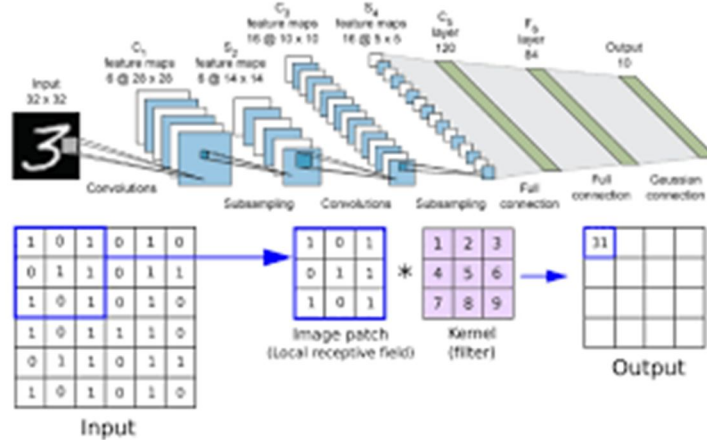 Input
32 x 32
C1
feature maps
6 @ 28 x 28
S2
feature maps
6 @ 14 x 14
C3
feature maps
16 @ 10 x 10
S4
feature maps
16 @ 5 x 5
C5
layer
120
F6
layer
84
Output
10
3
Convolutions
Subsampling
Convolutions
Subsampling
Full
connection
Full
connection
Gaussian
connection
1 0 1 0 1 0
0 1 1 0 1 1
1 0 1 0 1 0
1 0 1 1 1 0
0 1 1 0 1 1
1 0 1 0 1 0
Input
1 0 1
0 1 1
1 0 1
Image patch
(Local receptive field)
*
1 2 3
4 5 6
7 8 9
Kernel
(filter)
31
Output